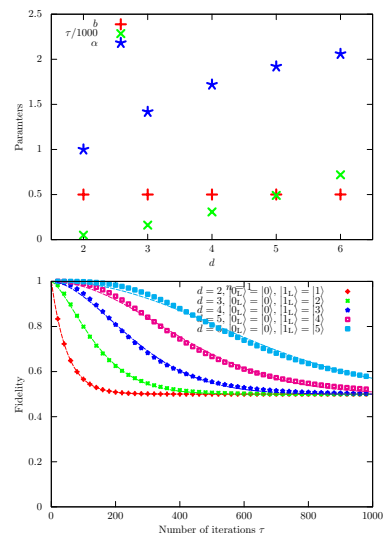 2.5
b
τ/1000
α
2
1.5
Paramters
1
0.5
0
2 3 4 5 6
d
1
n = 1
d = 2, |0_L⟩ = |0⟩, |1_L⟩ = |1⟩
d = 3, |0_L⟩ = |0⟩, |1_L⟩ = |2⟩
d = 4, |0_L⟩ = |0⟩, |1_L⟩ = |3⟩
d = 5, |0_L⟩ = |0⟩, |1_L⟩ = |4⟩
d = |0_L⟩ = |0⟩, |1_L⟩ = |5⟩
0.8
0.6
Fidelity
0.4
0.2
0
0 200 400 600 800 1000
Number of iterations τ